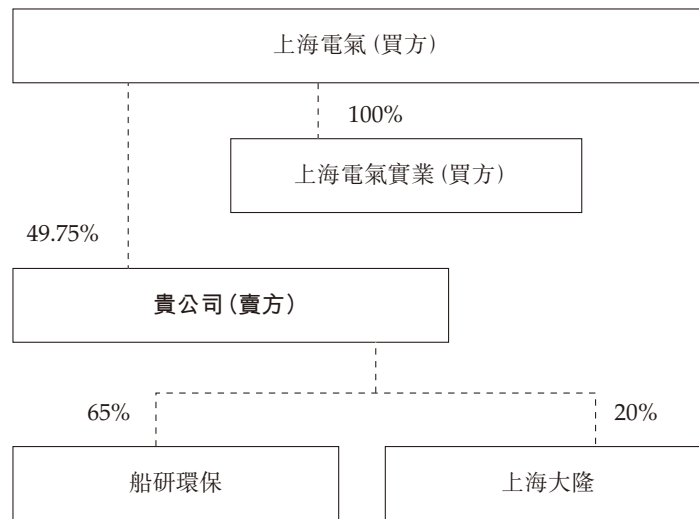 上海電氣（買方）
100%
上海電氣實業（買方）
49.75%
貴公司（賣方）
65%
20%
船研環保
上海大隆